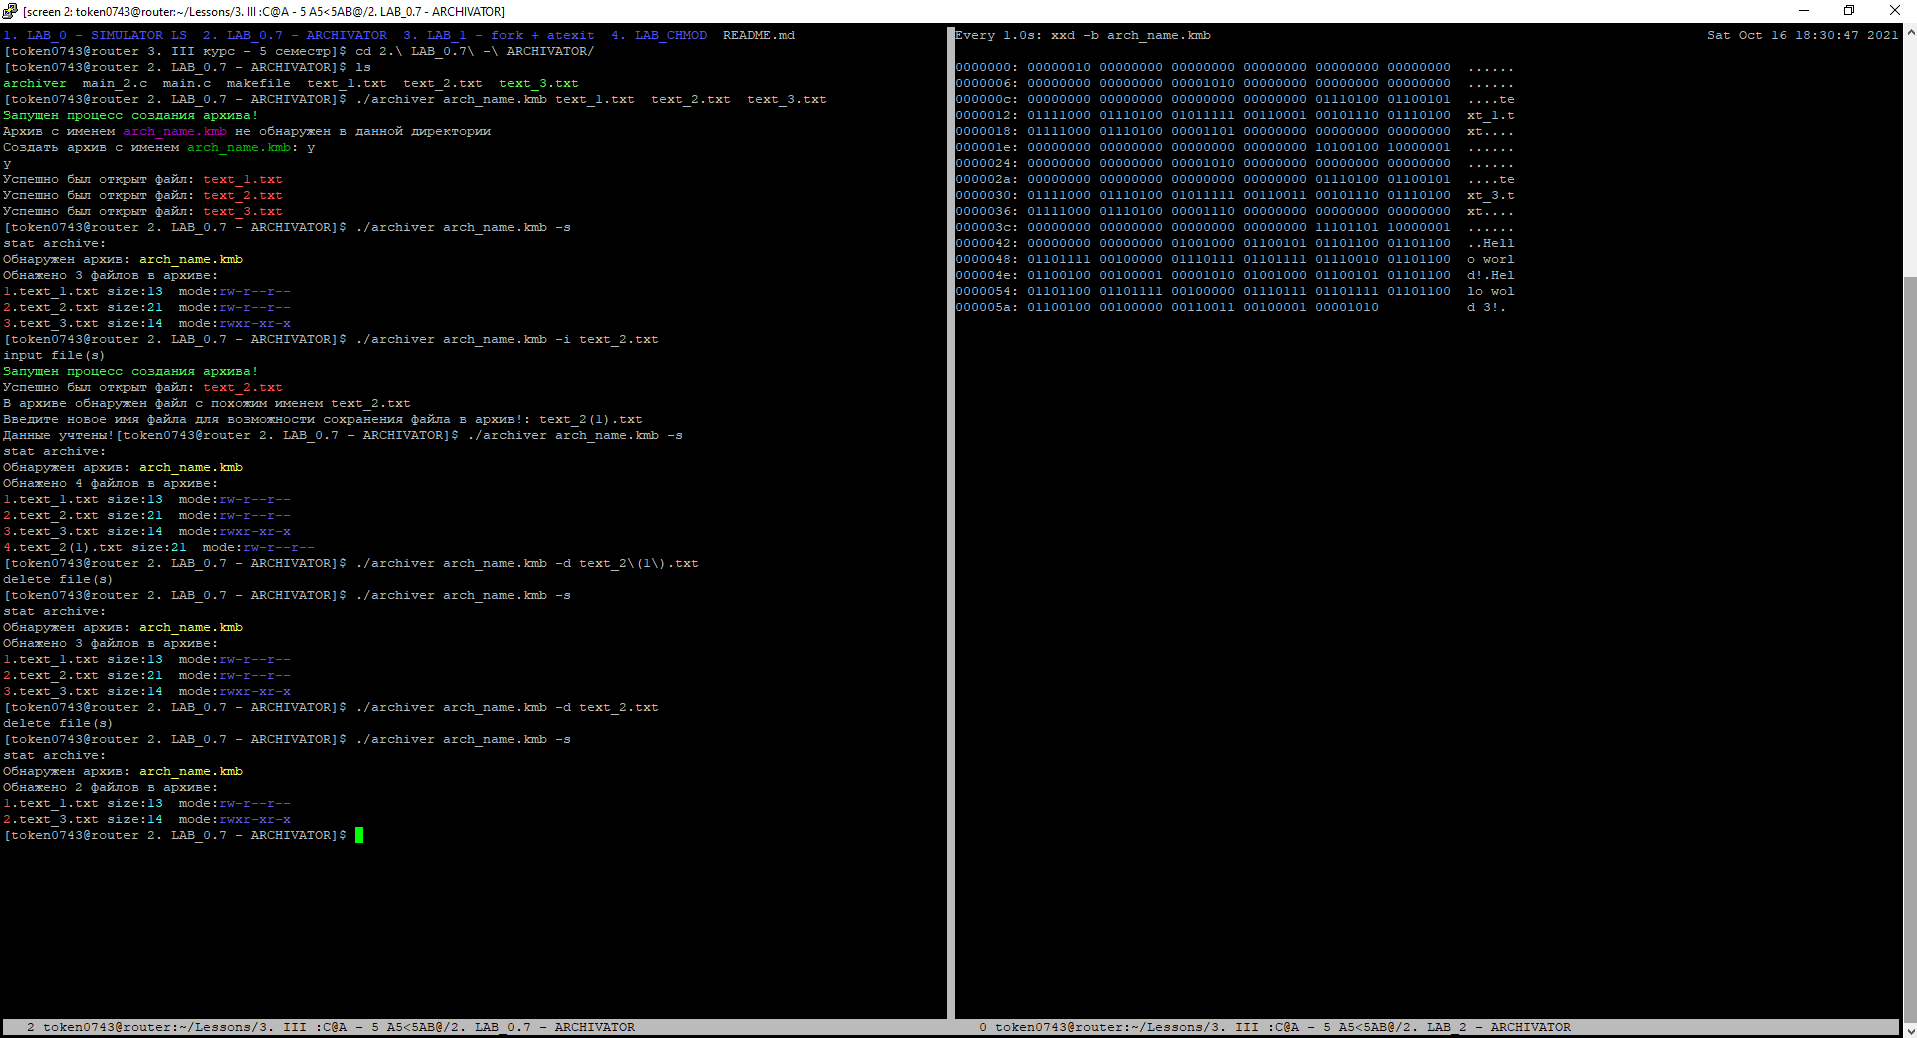 [screen 2: token0743@router:~/Lessons/3. III :C@A - 5 A5<5AB@/2. LAB_0.7 - ARCHIVATOR]
1. LAB_0 - SIMULATOR LS  2. LAB_0.7 - ARCHIVATOR  3. LAB_1 - fork + atexit  4. LAB_CHMOD  README.md
[token0743@router 3. III курс - 5 семестр]$ cd 2.\ LAB_0.7\ -\ ARCHIVATOR/
[token0743@router 2. LAB_0.7 - ARCHIVATOR]$ ls
archiver  main_2.c  main.c  makefile  text_1.txt  text_2.txt  text_3.txt
[token0743@router 2. LAB_0.7 - ARCHIVATOR]$ ./archiver arch_name.kmb text_1.txt  text_2.txt  text_3.txt
Запущен процесс создания архива!
Архив с именем arch_name.kmb не обнаружен в данной директории
Создать архив с именем arch_name.kmb: y
y
Успешно был открыт файл: text_1.txt
Успешно был открыт файл: text_2.txt
Успешно был открыт файл: text_3.txt
[token0743@router 2. LAB_0.7 - ARCHIVATOR]$ ./archiver arch_name.kmb -s
stat archive:
Обнаружен архив: arch_name.kmb
Обнажено 3 файлов в архиве:
1.text_1.txt size:13  mode:rw-r--r--
2.text_2.txt size:21  mode:rw-r--r--
3.text_3.txt size:14  mode:rwxr-xr-x
[token0743@router 2. LAB_0.7 - ARCHIVATOR]$ ./archiver arch_name.kmb -i text_2.txt
input file(s)
Запущен процесс создания архива!
Успешно был открыт файл: text_2.txt
В архиве обнаружен файл с похожим именем text_2.txt
Введите новое имя файла для возможности сохранения файла в архив!: text_2(1).txt
Данные учтены![token0743@router 2. LAB_0.7 - ARCHIVATOR]$ ./archiver arch_name.kmb -s
stat archive:
Обнаружен архив: arch_name.kmb
Обнажено 4 файлов в архиве:
1.text_1.txt size:13  mode:rw-r--r--
2.text_2.txt size:21  mode:rw-r--r--
3.text_3.txt size:14  mode:rwxr-xr-x
4.text_2(1).txt size:21  mode:rw-r--r--
[token0743@router 2. LAB_0.7 - ARCHIVATOR]$ ./archiver arch_name.kmb -d text_2\(1\).txt
delete file(s)
[token0743@router 2. LAB_0.7 - ARCHIVATOR]$ ./archiver arch_name.kmb -s
stat archive:
Обнаружен архив: arch_name.kmb
Обнажено 3 файлов в архиве:
1.text_1.txt size:13  mode:rw-r--r--
2.text_2.txt size:21  mode:rw-r--r--
3.text_3.txt size:14  mode:rwxr-xr-x
[token0743@router 2. LAB_0.7 - ARCHIVATOR]$ ./archiver arch_name.kmb -d text_2.txt
delete file(s)
[token0743@router 2. LAB_0.7 - ARCHIVATOR]$ ./archiver arch_name.kmb -s
stat archive:
Обнаружен архив: arch_name.kmb
Обнажено 2 файлов в архиве:
1.text_1.txt size:13  mode:rw-r--r--
2.text_3.txt size:14  mode:rwxr-xr-x
[token0743@router 2. LAB_0.7 - ARCHIVATOR]$
2 token0743@router:~/Lessons/3. III :C@A - 5 A5<5AB@/2. LAB_0.7 - ARCHIVATOR
Every 1.0s: xxd -b arch_name.kmb  Sat Oct 16 18:30:47 2021
0000000: 00000010 00000000 00000000 00000000 00000000 00000000  ......
0000006: 00000000 00000000 00001010 00000000 00000000 00000000  ......
000000c: 00000000 00000000 00000000 00000000 01110100 01100101  ....te
0000012: 01111000 01110100 01011111 00110001 00101110 01110100  xt_1.t
0000018: 01111000 01110100 00001101 00000000 00000000 00000000  xt....
000001e: 00000000 00000000 00000000 00000000 10100100 10000001  ......
0000024: 00000000 00000000 00001010 00000000 00000000 00000000  ......
000002a: 00000000 00000000 00000000 00000000 01110100 01100101  ....te
0000030: 01111000 01110100 01011111 00110011 00101110 01110100  xt_3.t
0000036: 01111000 01110100 00001110 00000000 00000000 00000000  xt....
000003c: 00000000 00000000 00000000 00000000 11101101 10000001  ......
0000042: 00000000 00000000 01001000 01100101 01101100 01101100  ..Hell
0000048: 01101111 00100000 01110111 01101111 01110010 01101100  o worl
000004e: 01100100 00100001 00001010 01001000 01100101 01101100  d!.Hel
0000054: 01101100 01101111 00100000 01110111 01101111 01101100  lo wol
000005a: 01100100 00100000 00110011 00100001 00001010  d 3!.
0 token0743@router:~/Lessons/3. III :C@A - 5 A5<5AB@/2. LAB_2 - ARCHIVATOR